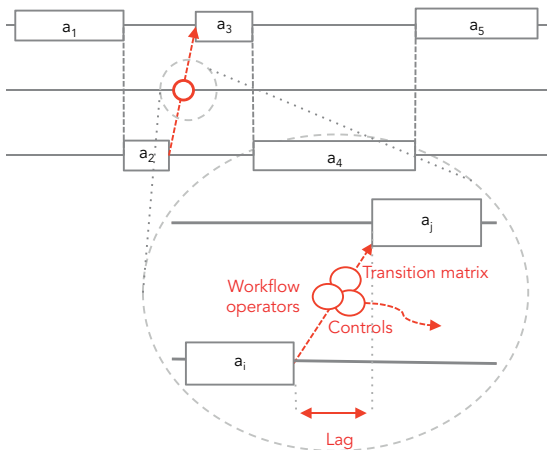 a₁
a₃
a₅
a₂
a₄
aⱼ
Transition matrix
Workflow
operators
Controls
aᵢ
Lag